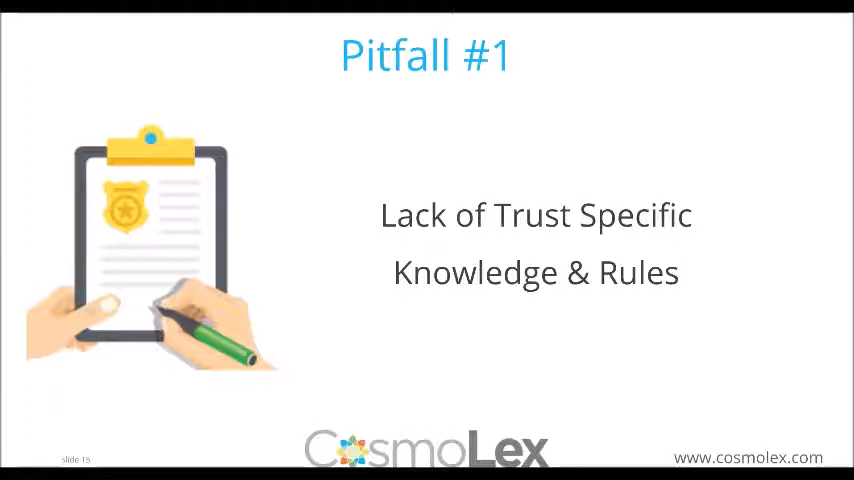 Pitfall #1
Lack of Trust Specific
Knowledge & Rules
slide 15
CosmoLex
www.cosmolex.com